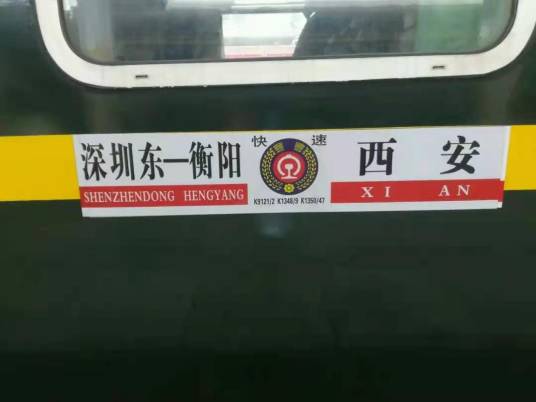 快 速
深圳东—衡阳
西 安
SHENZHENDONG HENGYANG
XI AN
K9121/2 K1348/9 K1350/47